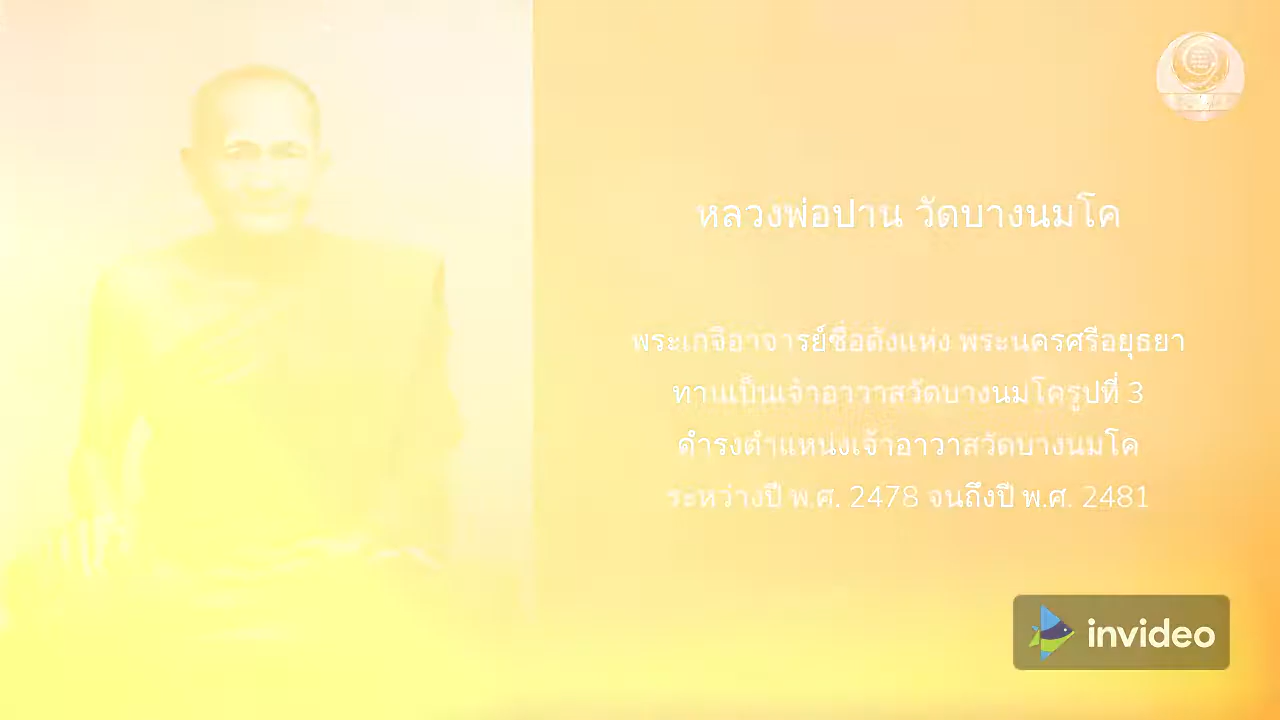 หลวงพ่อปาน วัดบางนมโค
พระเกจิอาจารย์ชื่อดังแห่ง พระนครศรีอยุธยา
ทานเป็นเจ้าอาวาสวัดบางนมโครูปที่ 3
ดำรงตำแหน่งเจ้าอาวาสวัดบางนมโค
ระหว่างปี พ.ศ. 2478 จนถึงปี พ.ศ. 2481
invideo